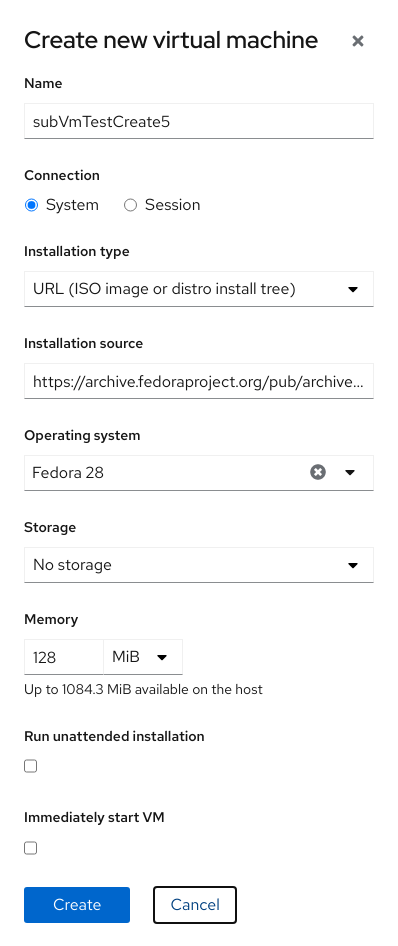 Create new virtual machine
Name
subVmTestCreate5
Connection
System Session
Installation type
URL (ISO image or distro install tree)
Installation source
https://archive.fedoraproject.org/pub/archive...
Operating system
Fedora 28
Storage
No storage
Memory
128 MiB
Up to 1084.3 MiB available on the host
Run unattended installation
Immediately start VM
Create Cancel